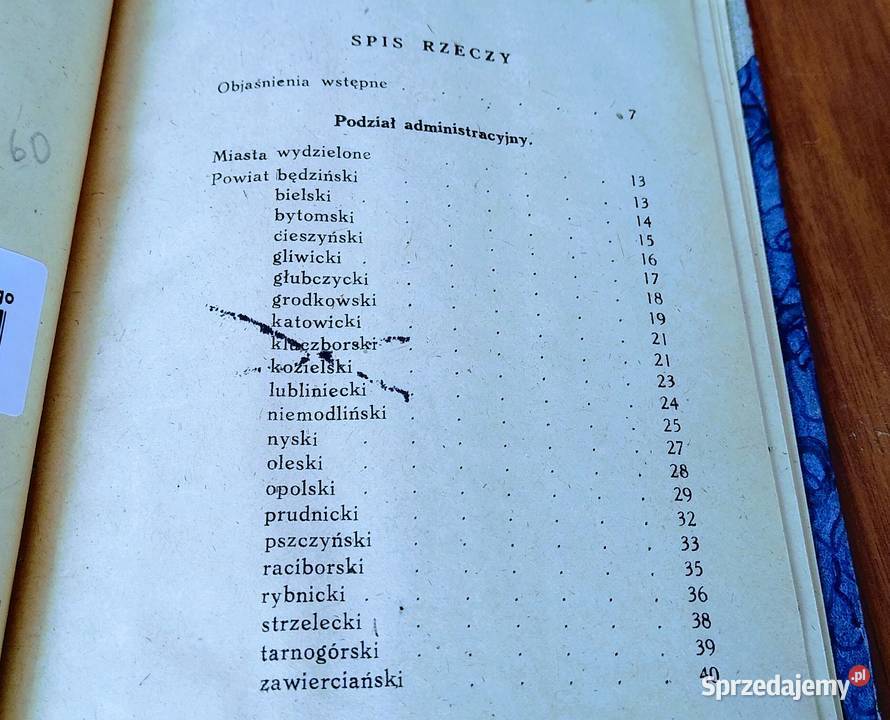 SPIS RZECZY
Objaśnienia wstępne 7
Podział administracyjny.
Miasta wydzielone 13
Powiat będziński 13
bielski 14
bytomski 15
cieszyński 16
gliwicki 17
głubczycki 18
grodkowski 19
katowicki 21
kluczborski 21
kozielski 23
lubliniecki 24
niemodliński 25
nyski 27
oleski 28
opolski 29
prudnicki 32
pszczyński 33
raciborski 35
rybnicki 36
strzelecki 38
tarnogórski 39
zawierciański 40
60
go
Sprzedajemy.pl